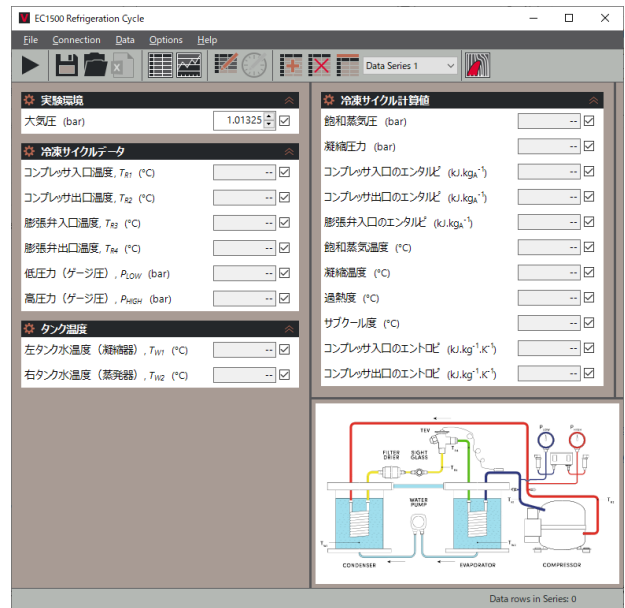 EC1500 Refrigeration Cycle
File Connection Data Options Help
Data Series 1
実験環境
大気圧 (bar) 1.01325
冷凍サイクルデータ
コンプレッサ入口温度, TR1 (°C) --
コンプレッサ出口温度, TR2 (°C) --
膨張弁入口温度, TR3 (°C) --
膨張弁出口温度, TR4 (°C) --
低圧力（ゲージ圧）, PLOW (bar) --
高圧力（ゲージ圧）, PHIGH (bar) --
タンク温度
左タンク水温度（凝縮器）, TW1 (°C) --
右タンク水温度（蒸発器）, TW2 (°C) --
冷凍サイクル計算値
飽和蒸気圧 (bar) --
凝縮圧力 (bar) --
コンプレッサ入口のエンタルピ (kJ.kgA⁻¹) --
コンプレッサ出口のエンタルピ (kJ.kgA⁻¹) --
膨張弁入口のエンタルピ (kJ.kgA⁻¹) --
飽和蒸気温度 (°C) --
凝縮温度 (°C) --
過熱度 (°C) --
サブクール度 (°C) --
コンプレッサ入口のエントロピ (kJ.kg⁻¹.K⁻¹) --
コンプレッサ出口のエントロピ (kJ.kg⁻¹.K⁻¹) --
TEV
FILTER DRIER
SIGHT GLASS
WATER PUMP
CONDENSER
EVAPORATOR
COMPRESSOR
Data rows in Series: 0